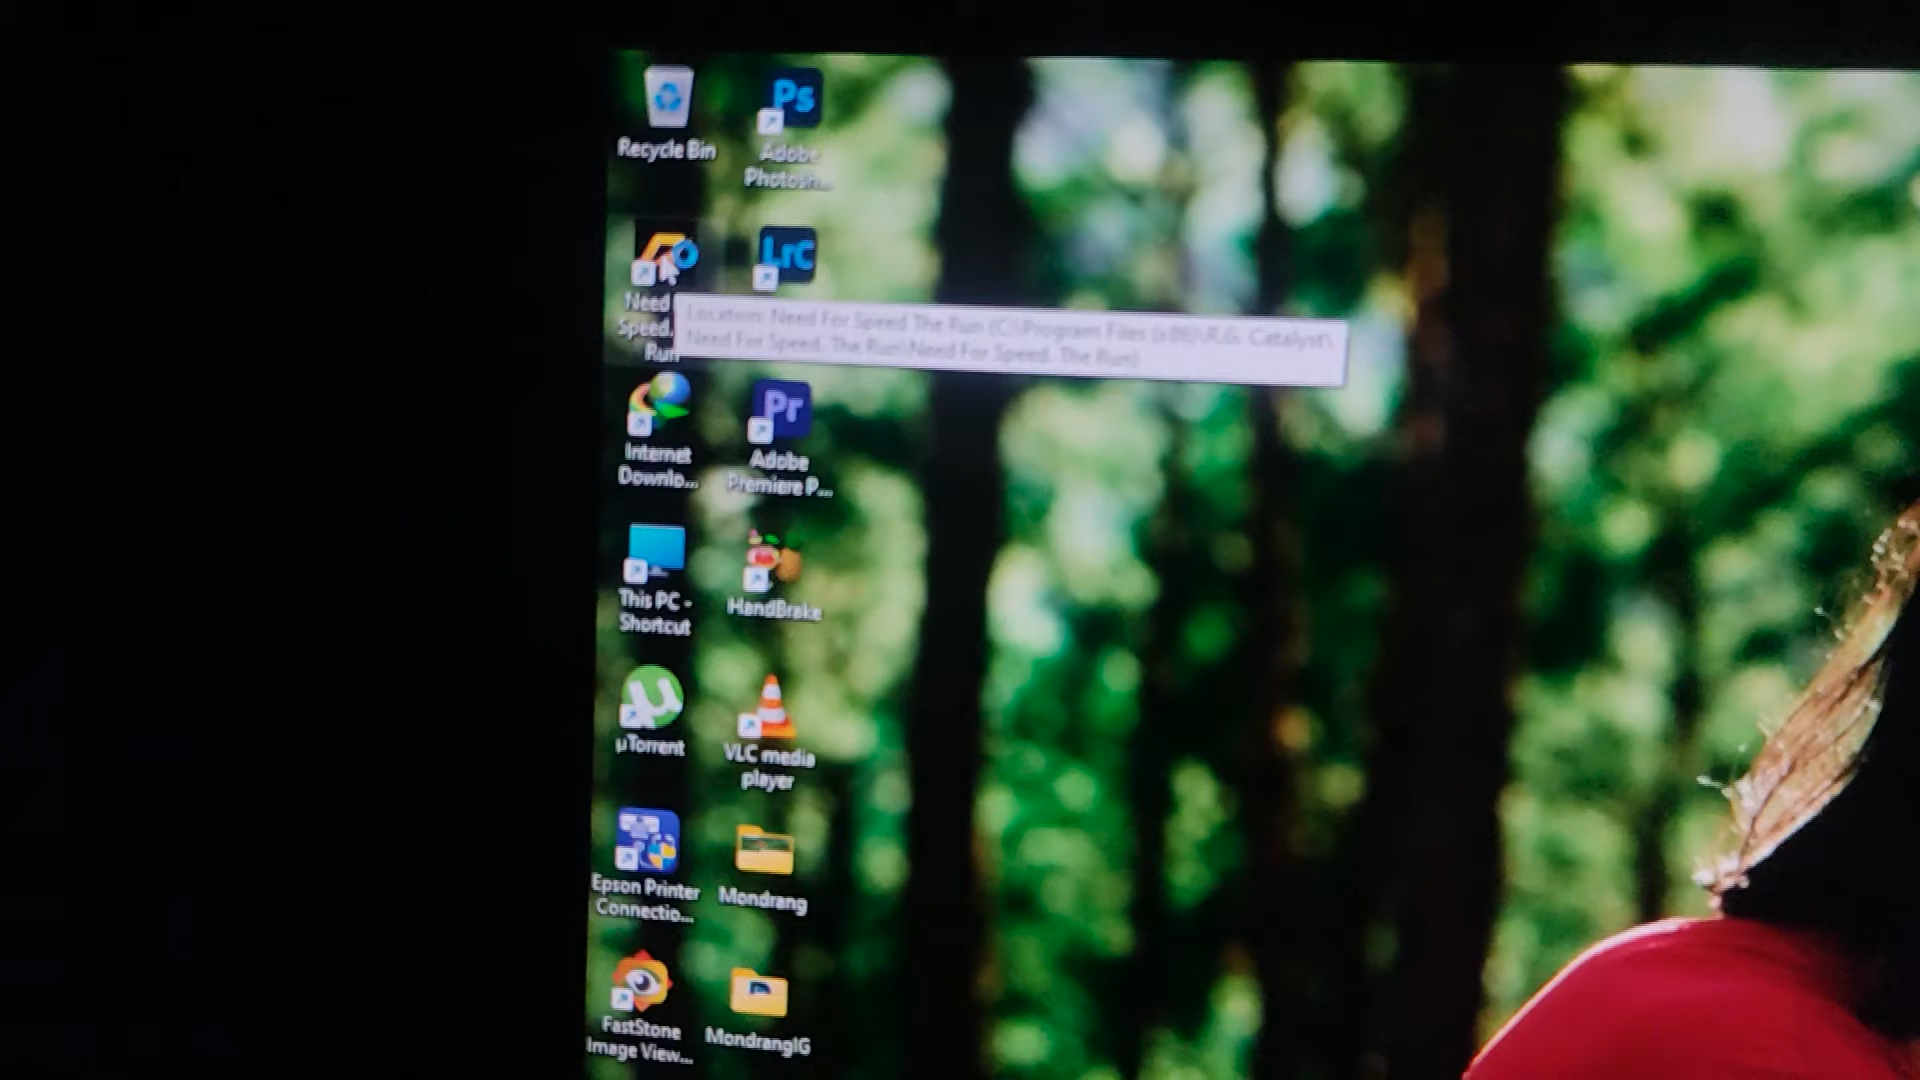 Recycle Bin
Ps
Adobe
Photosh...
Need
Speed.
Run
LrC
Location: Need For Speed The Run (C:\Program Files (x86)\R.G. Catalyst\
Need For Speed. The Run\Need For Speed. The Run)
Internet
Downlo...
Pr
Adobe
Premiere P...
This PC -
Shortcut
HandBrake
µTorrent
VLC media
player
Epson Printer
Connectio...
Mondrang
FastStone
Image View...
MondrangIG